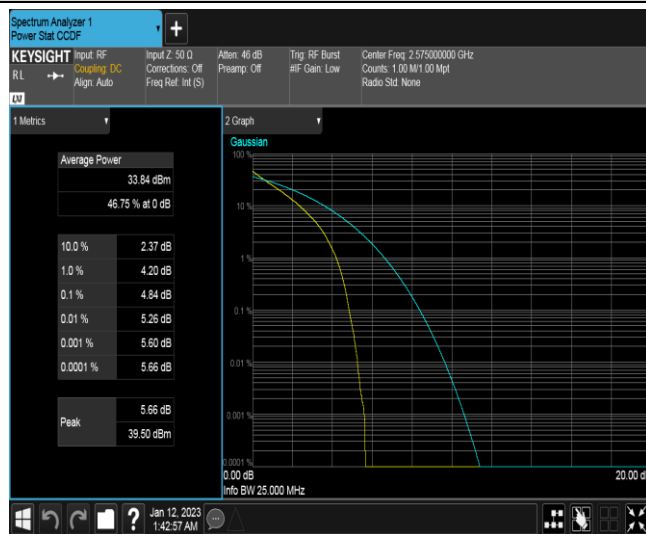 Spectrum Analyzer 1
Power Stat CCDF
+
KEYSIGHT
RL
LXI
Input: RF
Coupling: DC
Align: Auto
Input Z: 50 Ω
Corrections: Off
Freq Ref: Int (S)
Atten: 46 dB
Preamp: Off
Trig: RF Burst
#IF Gain: Low
Center Freq: 2.575000000 GHz
Counts: 1.00 M/1.00 Mpt
Radio Std: None
1 Metrics
Average Power
33.84 dBm
46.75 % at 0 dB
10.0 % 2.37 dB
1.0 % 4.20 dB
0.1 % 4.84 dB
0.01 % 5.26 dB
0.001 % 5.60 dB
0.0001 % 5.66 dB
Peak
5.66 dB
39.50 dBm
2 Graph
Gaussian
100 %
10 %
1 %
0.1 %
0.01 %
0.001 %
0.0001 %
0.00 dB
20.00 d
Info BW 25.000 MHz
?
Jan 12, 2023
1:42:57 AM